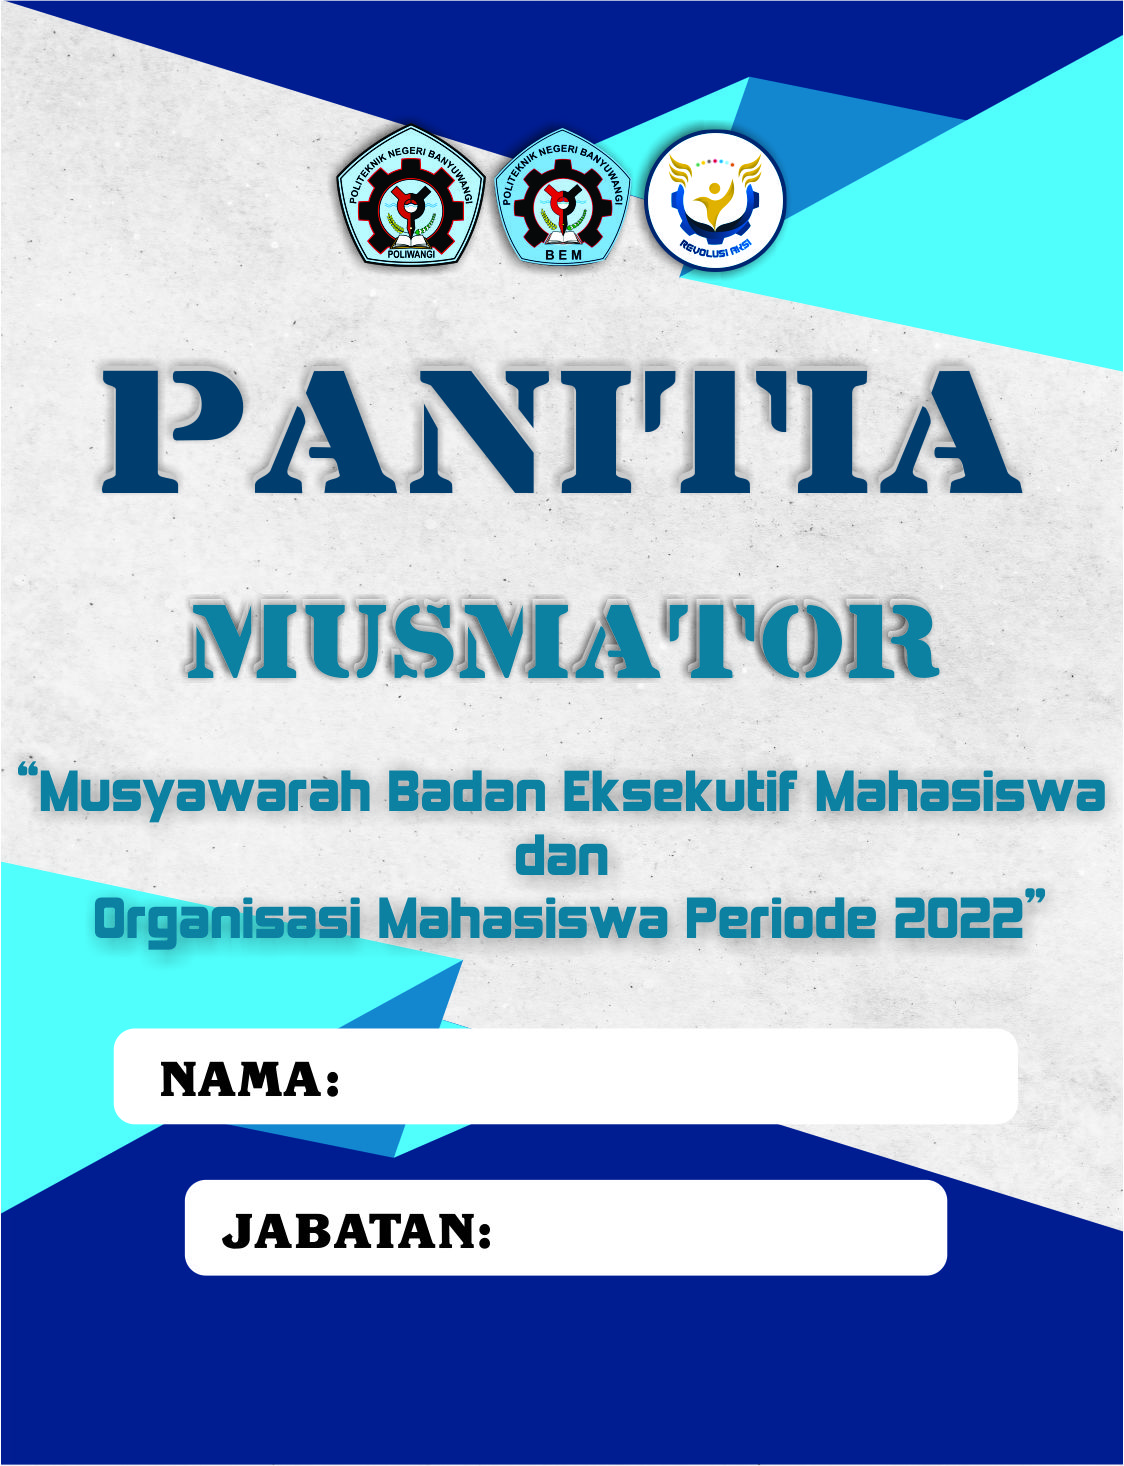 POLITEKNIK NEGERI BANYUWANGI
POLIWANGI
POLITEKNIK NEGERI BANYUWANGI
BEM
REVOLUSI AKSI
PANITIA
MUSMATOR
“Musyawarah Badan Eksekutif Mahasiswa
dan
Organisasi Mahasiswa Periode 2022”
NAMA:
JABATAN: